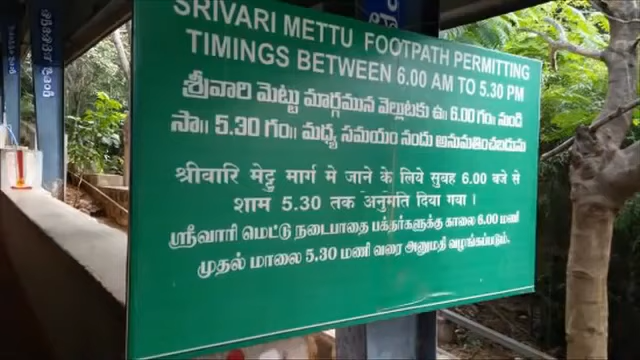 SRIVARI METTU FOOTPATH PERMITTING
TIMINGS BETWEEN 6.00 AM TO 5.30 PM
శ్రీవారి మెట్టు మార్గమున వెల్లుటకు ఉ॥ 6.00 గం॥ నుండి
సా॥ 5.30 గం॥ మధ్య సమయం నందు అనుమతించబడుదు
श्रीवारि मेट्टु मार्ग मे जाने के लिये सुबह 6.00 बजे से
शाम 5.30 तक अनुमति दिया गया ।
ஸ்ரீவாரி மெட்டு நடைபாதை பக்தர்களுக்கு காலை 6.00 மணி
முதல் மாலை 5.30 மணி வரை அனுமதி வழங்கப்படும்.